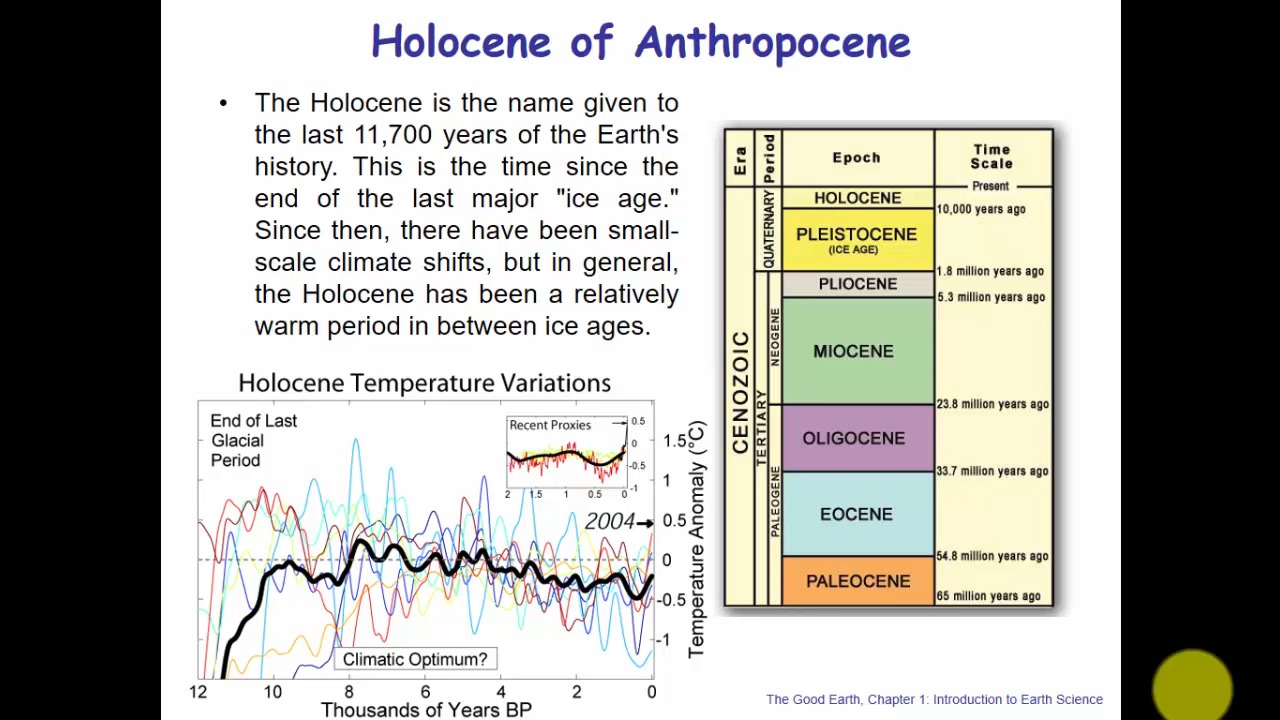 Holocene of Anthropocene
• The Holocene is the name given to
the last 11,700 years of the Earth's
history. This is the time since the
end of the last major "ice age."
Since then, there have been small-
scale climate shifts, but in general,
the Holocene has been a relatively
warm period in between ice ages.
Holocene Temperature Variations
End of Last
Glacial
Period
Recent Proxies
0.5
0
-0.5
-1
2 1.5 1 0.5 0
2004
Climatic Optimum?
1.5
1
0.5
0
-0.5
-1
Temperature Anomaly (°C)
12 10 8 6 4 2 0
Thousands of Years BP
Era Period Epoch Time
Scale
Present
CENOZOIC
QUATERNARY
TERTIARY
NEOGENE
PALEOGENE
HOLOCENE
10,000 years ago
PLEISTOCENE
(ICE AGE)
1.8 million years ago
PLIOCENE
5.3 million years ago
MIOCENE
23.8 million years ago
OLIGOCENE
33.7 million years ago
EOCENE
54.8 million years ago
PALEOCENE
65 million years ago
The Good Earth, Chapter 1: Introduction to Earth Science